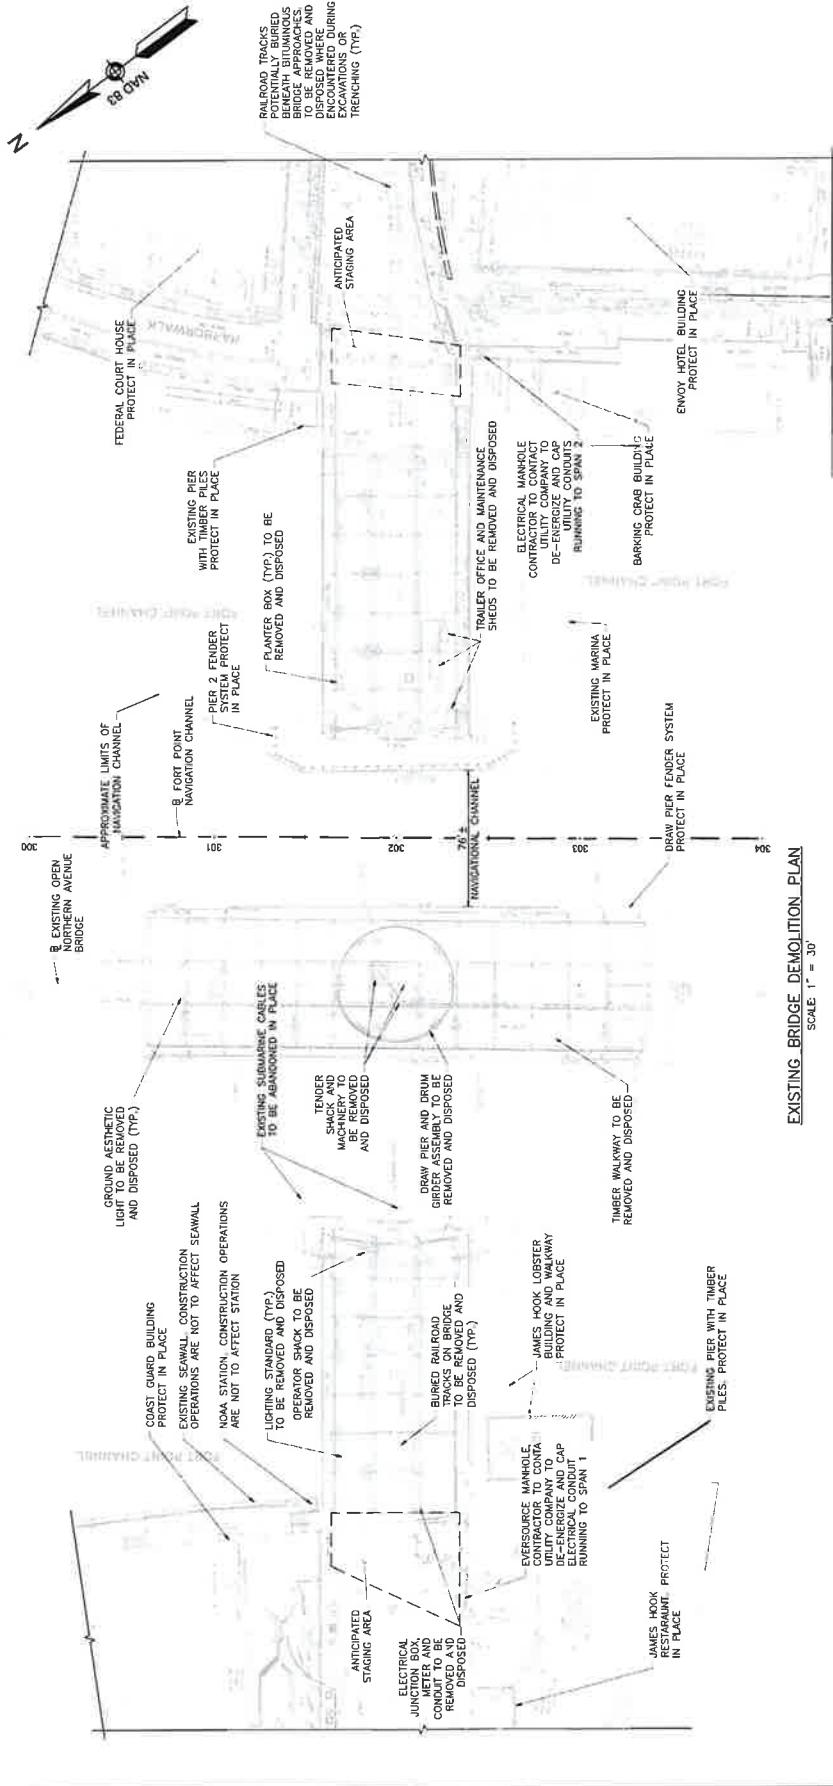 N
NAD 83
RAILROAD TRACKS
POTENTIALLY BURIED
BENEATH BITUMINOUS
BRIDGE APPROACHES,
TO BE REMOVED AND
DISPOSED WHERE
ENCOUNTERED DURING
EXCAVATIONS OR
TRENCHING (TYP.)
FEDERAL COURT HOUSE
PROTECT IN PLACE
HARBORWALK
ANTICIPATED
STAGING AREA
EXISTING PIER
WITH TIMBER PILES
PROTECT IN PLACE
ENVOY HOTEL BUILDING
PROTECT IN PLACE
BARKING CRAB BUILDING
PROTECT IN PLACE
ELECTRICAL MANHOLE
CONTRACTOR TO CONTACT
UTILITY COMPANY TO
DE-ENERGIZE AND CAP
UTILITY CONDUITS
RUNNING TO SPAN 2
TRAILER OFFICE AND MAINTENANCE
SHEDS TO BE REMOVED AND DISPOSED
FORT POINT CHANNEL
FORT POINT CHANNEL
PLANTER BOX (TYP.) TO BE
REMOVED AND DISPOSED
PIER 2 FENDER
SYSTEM PROTECT
IN PLACE
EXISTING MARINA
PROTECT IN PLACE
APPROXIMATE LIMITS OF
NAVIGATION CHANNEL
FORT POINT
NAVIGATION CHANNEL
300
301
302
303
304
76'±
NAVIGATIONAL CHANNEL
DRAW PIER FENDER SYSTEM
PROTECT IN PLACE
EXISTING OPEN
NORTHERN AVENUE
BRIDGE
GROUND AESTHETIC
LIGHT TO BE REMOVED
AND DISPOSED (TYP.)
EXISTING SUBMARINE CABLES
TO BE ABANDONED IN PLACE
TENDER
SHACK AND
MACHINERY TO
BE REMOVED
AND DISPOSED
DRAW PIER AND DRUM
GIRDER ASSEMBLY TO BE
REMOVED AND DISPOSED
TIMBER WALKWAY TO BE
REMOVED AND DISPOSED
COAST GUARD BUILDING
PROTECT IN PLACE
EXISTING SEAWALL, CONSTRUCTION
OPERATIONS ARE NOT TO AFFECT SEAWALL
NOAA STATION, CONSTRUCTION OPERATIONS
ARE NOT TO AFFECT STATION
LIGHTING STANDARD (TYP.)
TO BE REMOVED AND DISPOSED
OPERATOR SHACK TO BE
REMOVED AND DISPOSED
BURIED RAILROAD
TRACKS ON BRIDGE
TO BE REMOVED AND
DISPOSED (TYP.)
JAMES HOOK LOBSTER
BUILDING AND WALKWAY
PROTECT IN PLACE
FORT POINT CHANNEL
FORT POINT CHANNEL
EXISTING PIER WITH TIMBER
PILES, PROTECT IN PLACE
EVERSOURCE MANHOLE,
CONTRACTOR TO CONTA
UTILITY COMPANY TO
DE-ENERGIZE AND CAP
ELECTRICAL CONDUIT
RUNNING TO SPAN 1
ANTICIPATED
STAGING AREA
ELECTRICAL
JUNCTION BOX,
METER AND
CONDUIT TO BE
REMOVED AND
DISPOSED
JAMES HOOK
RESTARAUNT, PROTECT
IN PLACE
EXISTING BRIDGE DEMOLITION PLAN
SCALE: 1" = 30'